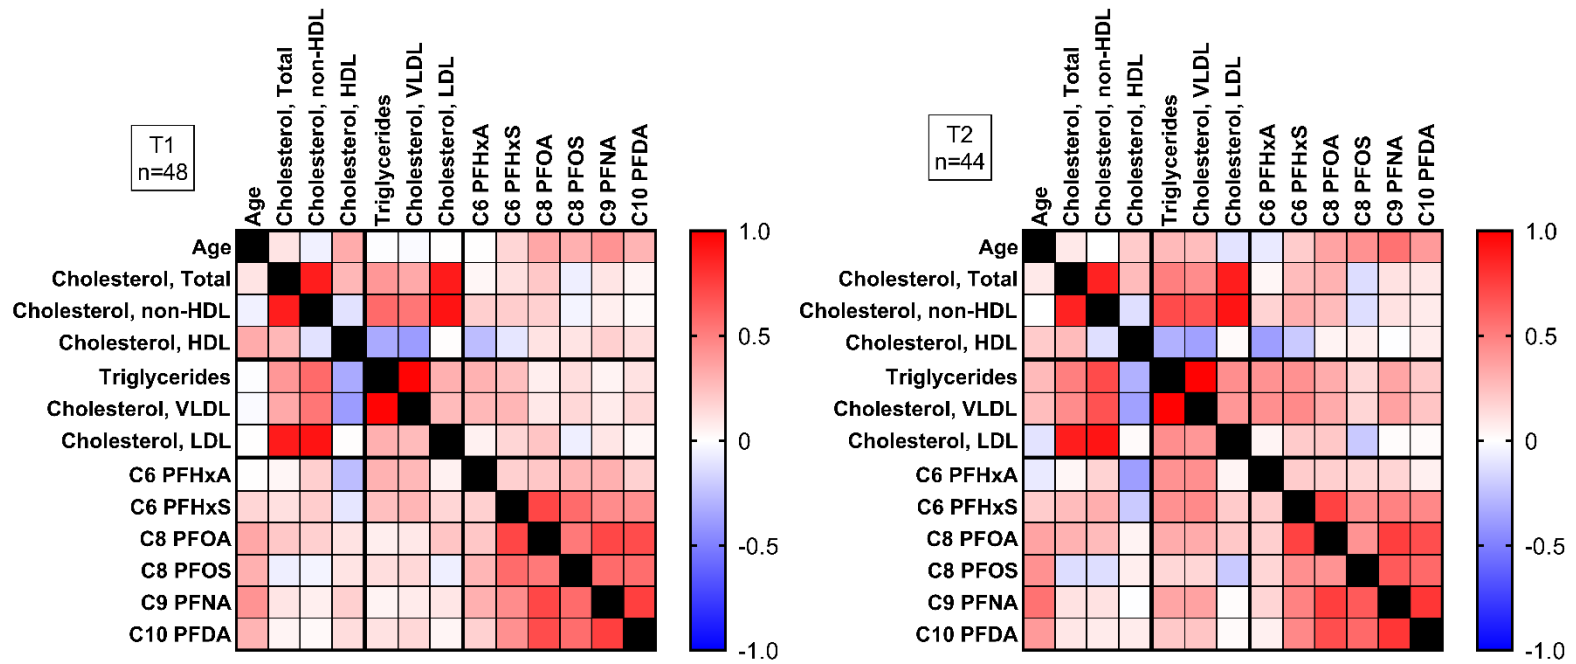 T1
n=48
Age
Cholesterol, Total
Cholesterol, non-HDL
Cholesterol, HDL
Triglycerides
Cholesterol, VLDL
Cholesterol, LDL
C6 PFHxA
C6 PFHxS
C8 PFOA
C8 PFOS
C9 PFNA
C10 PFDA
Age
Cholesterol, Total
Cholesterol, non-HDL
Cholesterol, HDL
Triglycerides
Cholesterol, VLDL
Cholesterol, LDL
C6 PFHxA
C6 PFHxS
C8 PFOA
C8 PFOS
C9 PFNA
C10 PFDA
1.0
0.5
0
-0.5
-1.0
T2
n=44
Age
Cholesterol, Total
Cholesterol, non-HDL
Cholesterol, HDL
Triglycerides
Cholesterol, VLDL
Cholesterol, LDL
C6 PFHxA
C6 PFHxS
C8 PFOA
C8 PFOS
C9 PFNA
C10 PFDA
Age
Cholesterol, Total
Cholesterol, non-HDL
Cholesterol, HDL
Triglycerides
Cholesterol, VLDL
Cholesterol, LDL
C6 PFHxA
C6 PFHxS
C8 PFOA
C8 PFOS
C9 PFNA
C10 PFDA
1.0
0.5
0
-0.5
-1.0